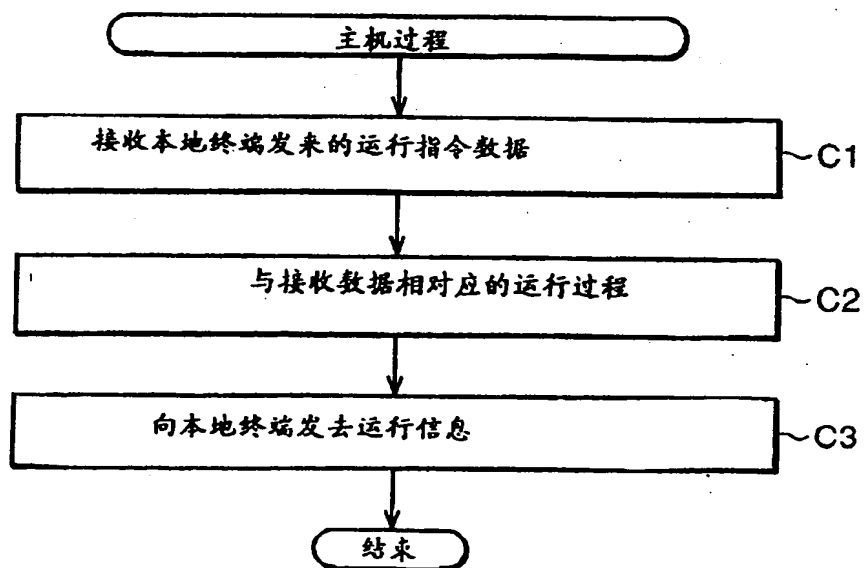 主机过程
接收本地终端发来的运行指令数据
C1
与接收数据相对应的运行过程
C2
向本地终端发去运行信息
C3
结束